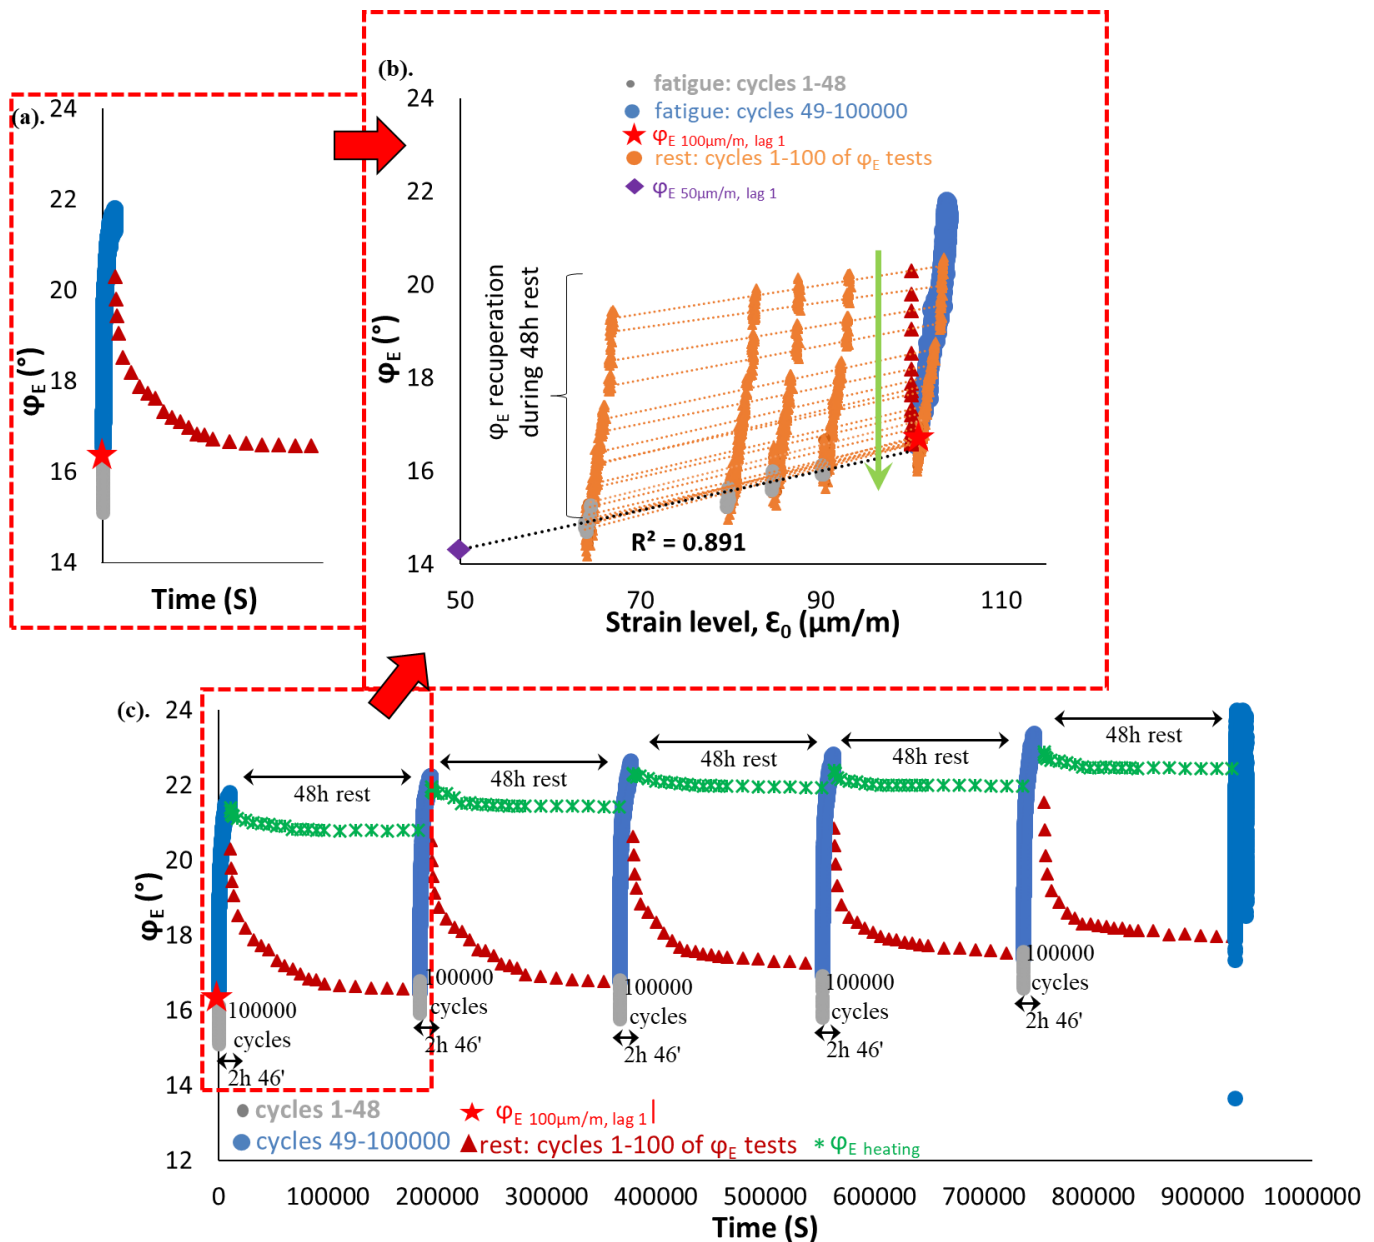 (a).
24
22
20
18
16
14
φE (°)
Time (S)
(b).
fatigue: cycles 1-48
fatigue: cycles 49-100000
φE 100µm/m, lag 1
rest: cycles 1-100 of φE tests
φE 50µm/m, lag 1
24
22
20
18
16
14
φE (°)
φE recuperation
during 48h rest
R² = 0.891
50
70
90
110
Strain level, Ɛ0 (µm/m)
(c).
24
22
20
18
16
14
12
φE (°)
48h rest
48h rest
48h rest
48h rest
48h rest
100000
cycles
2h 46'
100000
cycles
2h 46'
100000
cycles
2h 46'
100000
cycles
2h 46'
100000
cycles
2h 46'
cycles 1-48
φE 100µm/m, lag 1|
cycles 49-100000
rest: cycles 1-100 of φE tests
φE heating
0
100000
200000
300000
400000
500000
600000
700000
800000
900000
1000000
Time (S)